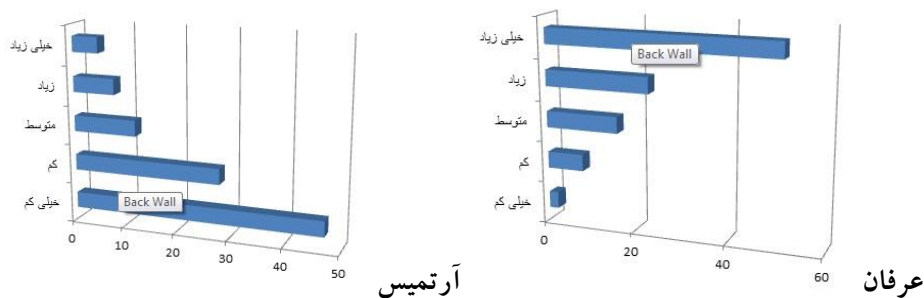 خیلی زیاد
زیاد
متوسط
کم
خیلی کم
Back Wall
0 10 20 30 40 50
آرتمیس
خیلی زیاد
زیاد
متوسط
کم
خیلی کم
Back Wall
0 20 40 60
عرفان